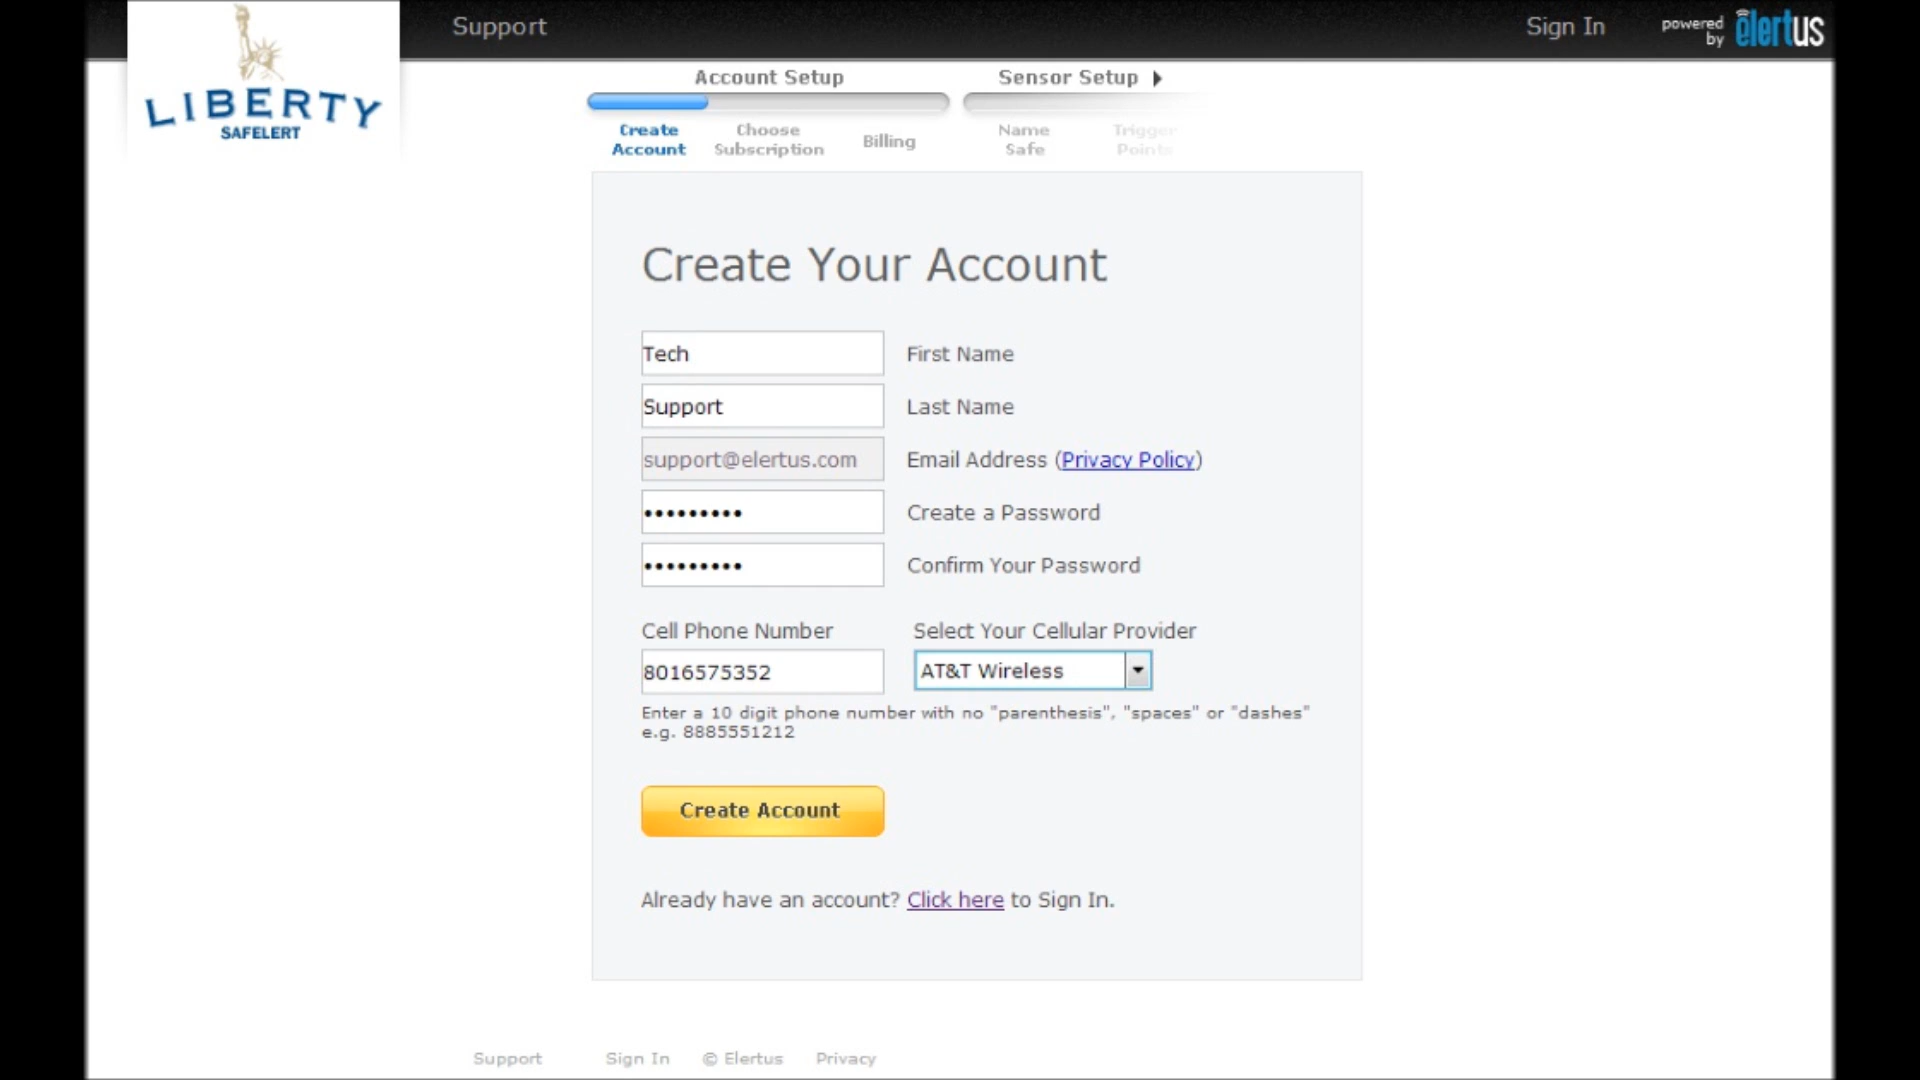 Support
Sign In
powered by elertus
LIBERTY
SAFELERT
Account Setup
Sensor Setup
Create Account
Choose Subscription
Billing
Name Safe
Trigger Points
Create Your Account
Tech First Name
Support Last Name
support@elertus.com Email Address (Privacy Policy)
••••••••• Create a Password
••••••••• Confirm Your Password
Cell Phone Number Select Your Cellular Provider
8016575352 AT&T Wireless
Enter a 10 digit phone number with no "parenthesis", "spaces" or "dashes"
e.g. 8885551212
Create Account
Already have an account? Click here to Sign In.
Support Sign In © Elertus Privacy